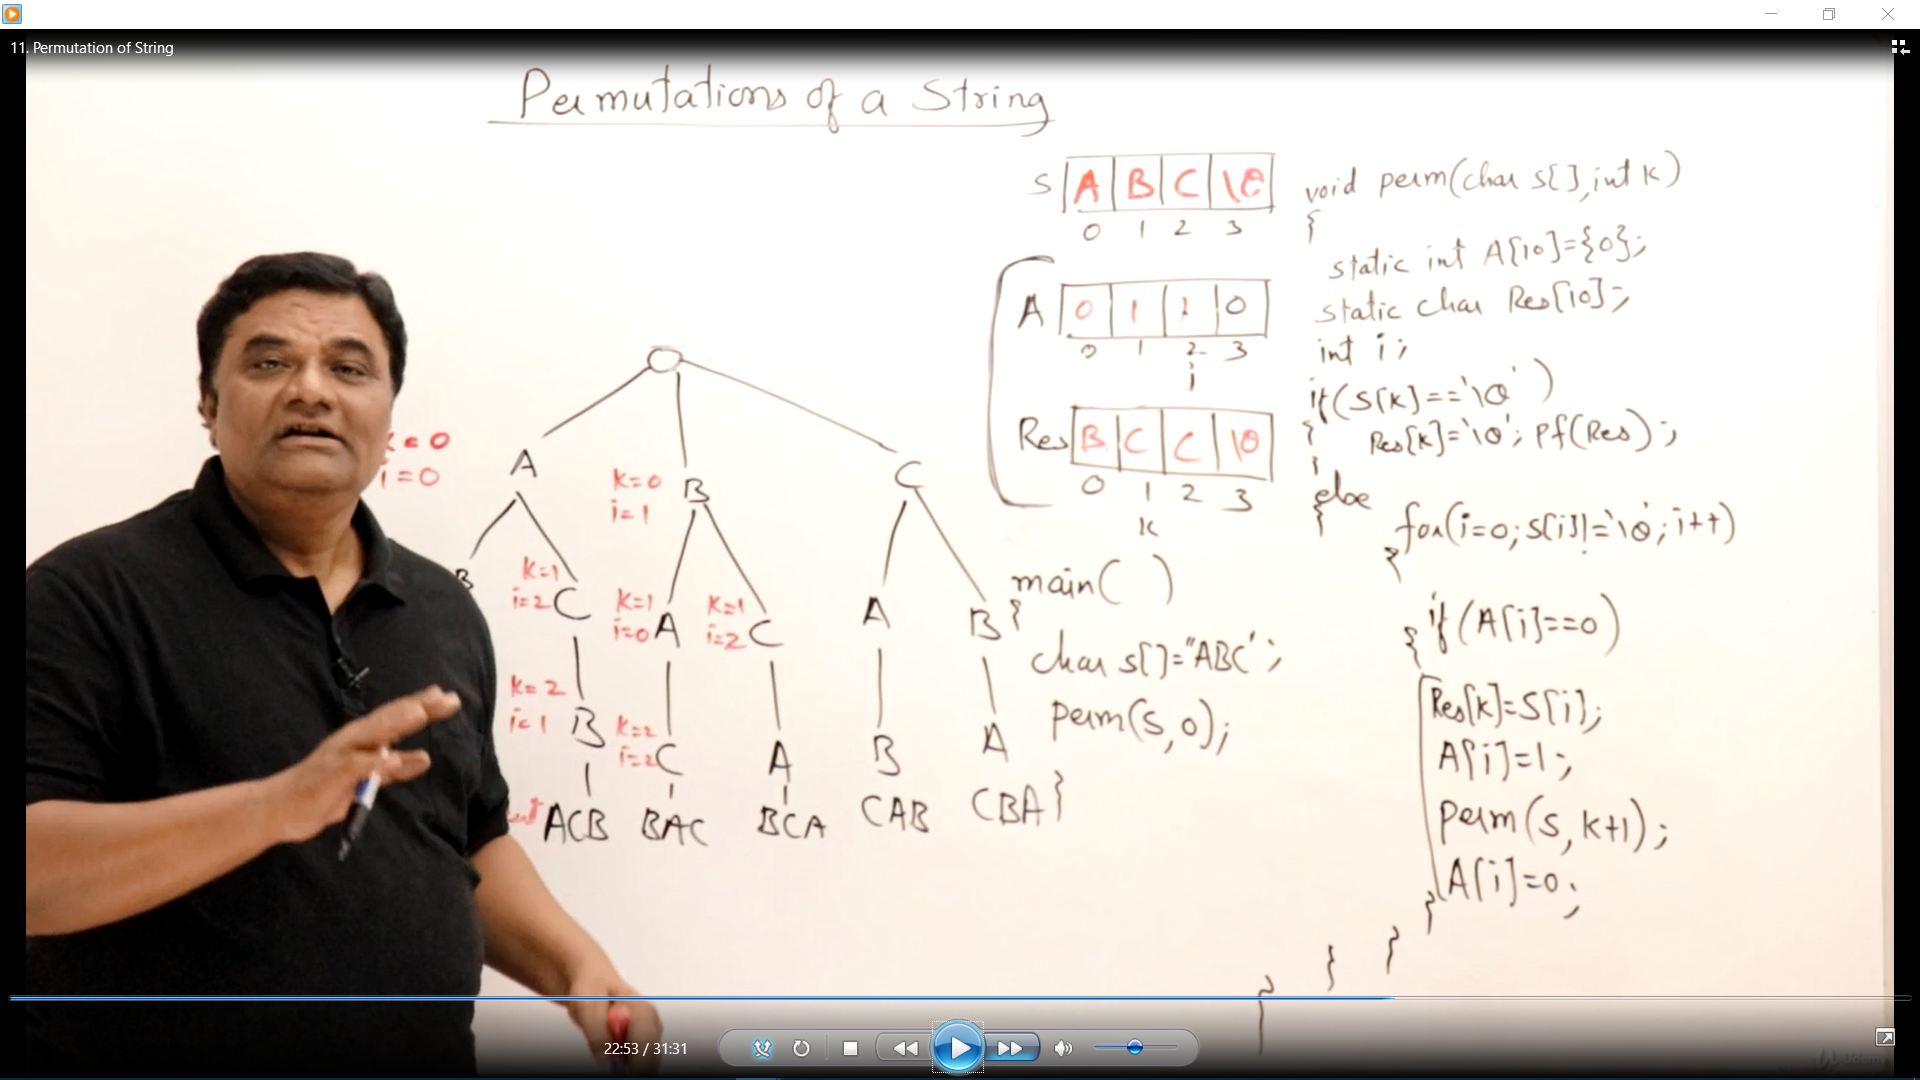 11. Permutation of String
Permutations of a String
S A B C \0
0 1 2 3
A 0 1 1 0
0 1 2 3
i
Res B C C \0
0 1 2 3
k
void perm(char s[], int k)
{
static int A[10]={0};
static char Res[10];
int i;
if(s[k]=='\0')
{ Res[k]='\0'; Pf(Res);
}
else
{
for(i=0; s[i]!='\0'; i++)
{
{ if(A[i]==0)
Res[k]=s[i];
A[i]=1;
perm(s, k+1);
A[i]=0;
}
}
}
}
main( )
{
char s[]="ABC";
perm(s,0);
}
k=0
i=0
A
k=0
i=1
B
C
B
k=1
i=2 C
k=1
i=0 A
k=1
i=2 C
A
B
k=2
i=1 B
k=2
i=2 C
A
B
A
ACB BAC BCA CAB CBA
22:53 / 31:31